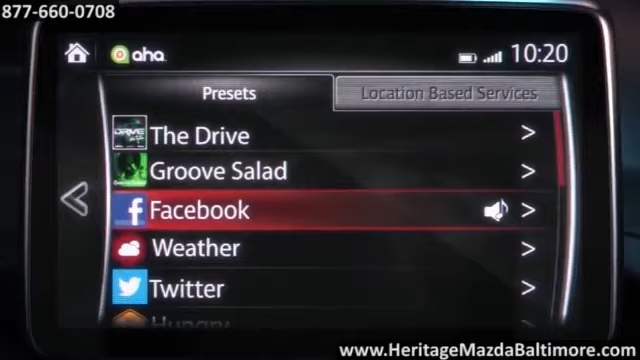 877-660-0708
aha
10:20
Presets
Location Based Services
The Drive
Groove Salad
Facebook
Weather
Twitter
Hungry
www.HeritageMazdaBaltimore.com